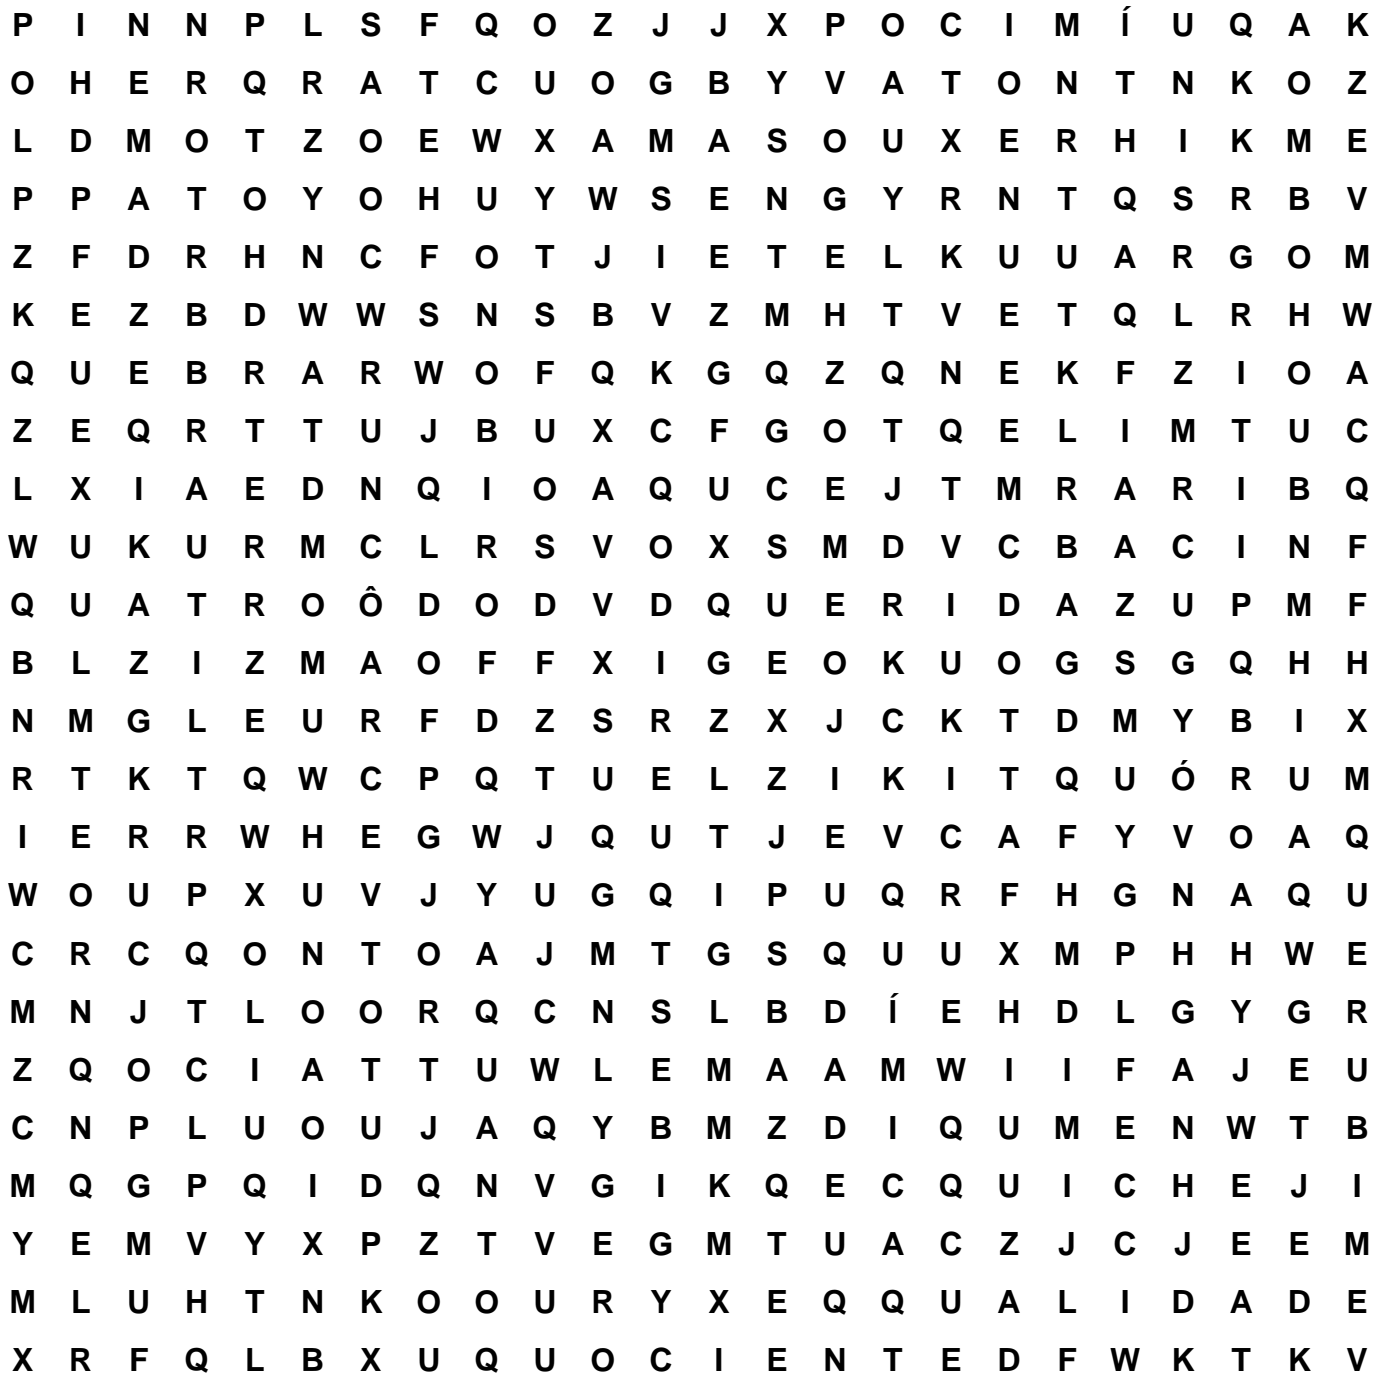 P I N N P L S F Q O Z J J X P O C I M Í U Q A K
O H E R Q R A T C U O G B Y V A T O N T N K O Z
L D M O T Z O E W X A M A S O U X E R H I K M E
P P A T O Y O H U Y W S E N G Y R N T Q S R B V
Z F D R H N C F O T J I E T E L K U U A R G O M
K E Z B D W W S N S B V Z M H T V E T Q L R H W
Q U E B R A R W O F Q K G Q Z Q N E K F Z I O A
Z E Q R T T U J B U X C F G O T Q E L I M T U C
L X I A E D N Q I O A Q U C E J T M R A R I B Q
W U K U R M C L R S V O X S M D V C B A C I N F
Q U A T R O Ô D O D V D Q U E R I D A Z U P M F
B L Z I Z M A O F F X I G E O K U O G S G Q H H
N M G L E U R F D Z S R Z X J C K T D M Y B I X
R T K T Q W C P Q T U E L Z I K I T Q U Ó R U M
I E R R W H E G W J Q U T J E V C A F Y V O A Q
W O U P X U V J Y U G Q I P U Q R F H G N A Q U
C R C Q O N T O A J M T G S Q U U X M P H H W E
M N J T L O O R Q C N S L B D Í E H D L G Y G R
Z Q O C I A T T U W L E M A A M W I I F A J E U
C N P L U O U J A Q Y B M Z D I Q U M E N W T B
M Q G P Q I D Q N V G I K Q E C Q U I C H E J I
Y E M V Y X P Z T V E G M T U A C Z J C J E E M
M L U H T N K O O U R Y X E Q Q U A L I D A D E
X R F Q L B X U Q U O C I E N T E D F W K T K V